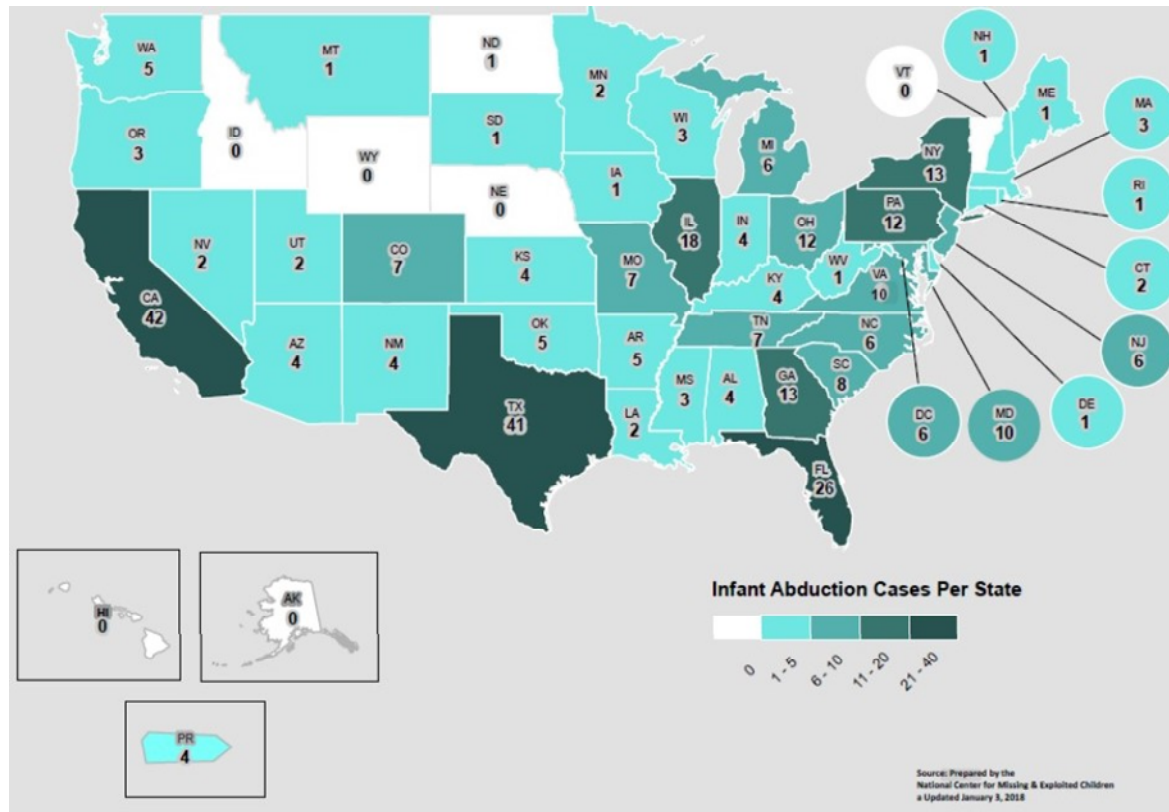 WA
5
MT
1
ND
1
MN
2
VT
0
NH
1
ME
1
MA
3
OR
3
ID
0
WY
0
SD
1
WI
3
MI
6
NY
13
RI
1
NE
0
IA
1
PA
12
CT
2
NV
2
UT
2
CO
7
KS
4
MO
7
IL
18
IN
4
OH
12
WV
1
VA
10
KY
4
NJ
6
CA
42
AZ
4
NM
4
OK
5
AR
5
TN
7
NC
6
SC
8
DC
6
MD
10
DE
1
TX
41
LA
2
MS
3
AL
4
GA
13
FL
26
HI
0
AK
0
PR
4
Infant Abduction Cases Per State
0
1 - 5
6 - 10
11 - 20
21 - 40
Source: Prepared by the
National Center for Missing & Exploited Children
a Updated January 3, 2018